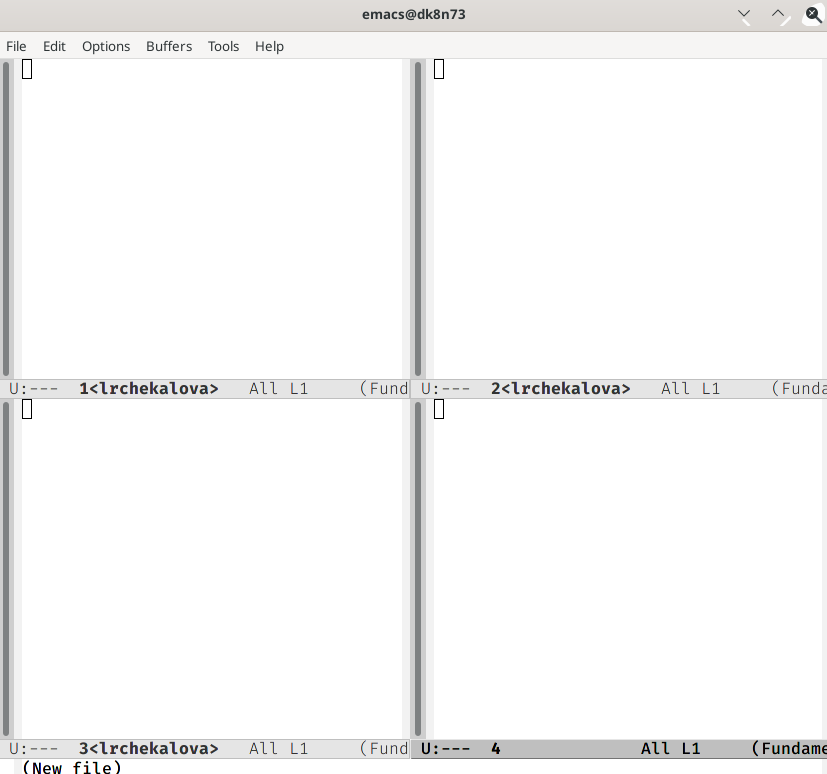 emacs@dk8n73
File Edit Options Buffers Tools Help
U:--- 1<lrchekalova> All L1 (Fund
U:--- 2<lrchekalova> All L1 (Funda
U:--- 3<lrchekalova> All L1 (Fund
U:--- 4 All L1 (Fundame
(New file)